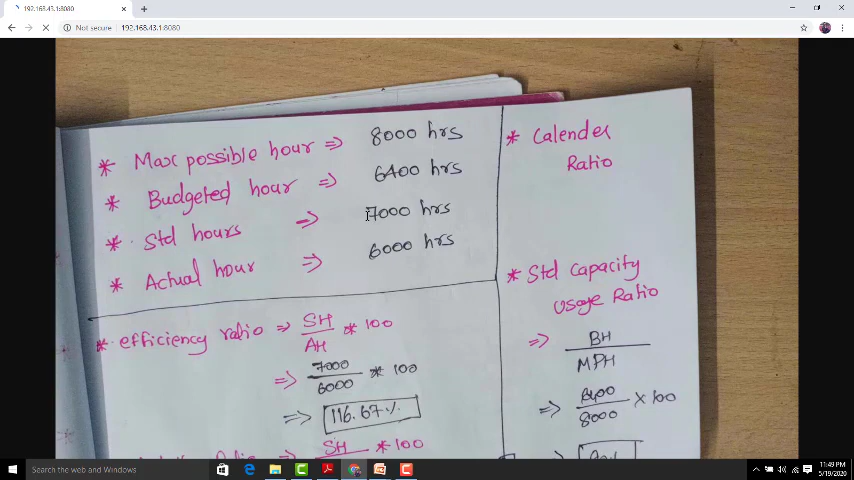 192.168.43.1:8080
Not secure
192.168.43.1:8080
* Max possible hour => 8000 hrs
* Budgeted hour => 6400 hrs
* Std hours => 7000 hrs
* Actual hour => 6000 hrs
* efficiency ratio => SH / AH * 100
=> 7000 / 6000 * 100
=> 116.67%
SH * 100
* Calender
Ratio
* Std capacity
Usage Ratio
=> BH / MPH
=> 6400 / 8000 X 100
Search the web and Windows
11:49 PM
5/19/2020